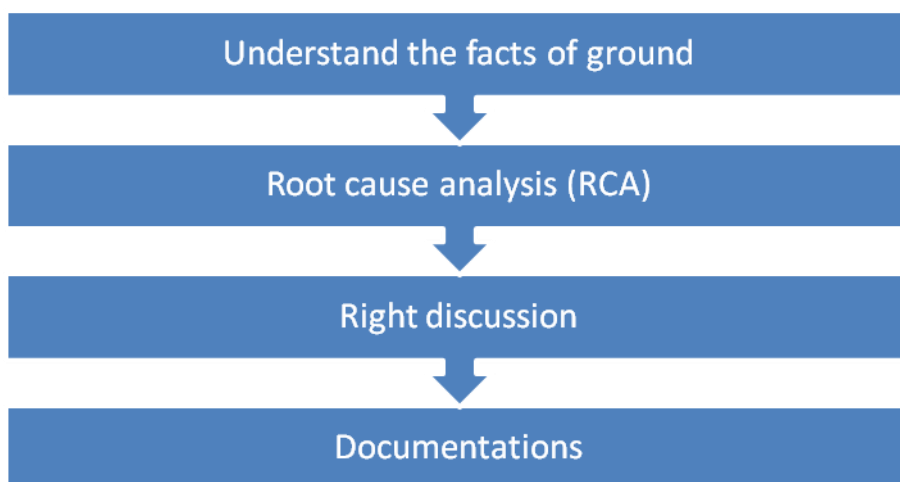 Understand the facts of ground
Root cause analysis (RCA)
Right discussion
Documentations